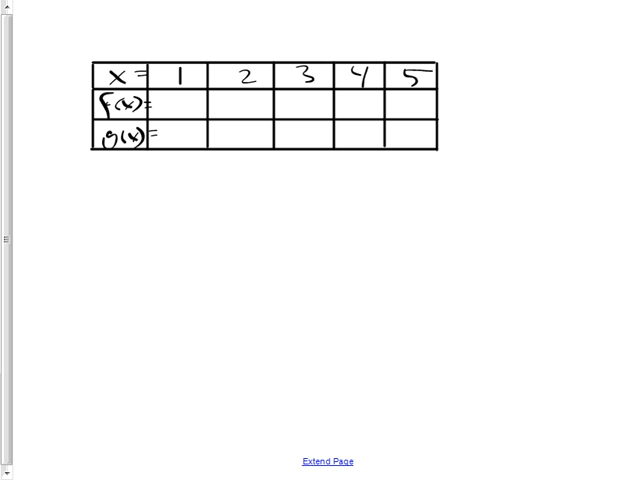 x = 1 2 3 4 5
f(x) =
g(x) =
Extend Page